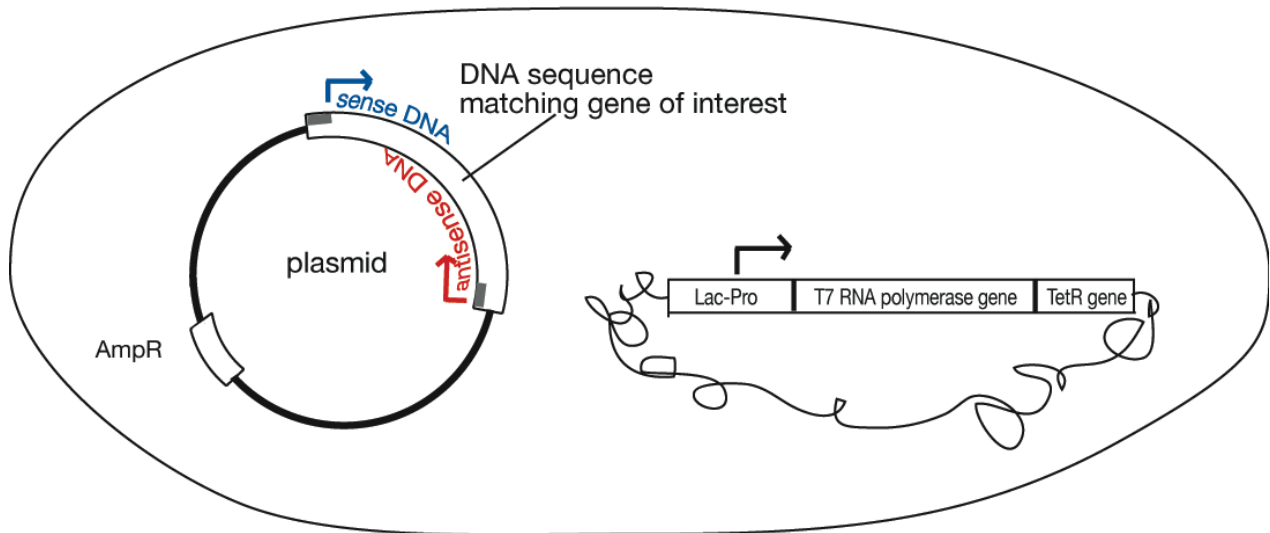 DNA sequence
matching gene of interest
sense DNA
antisense DNA
plasmid
AmpR
Lac-Pro
T7 RNA polymerase gene
TetR gene